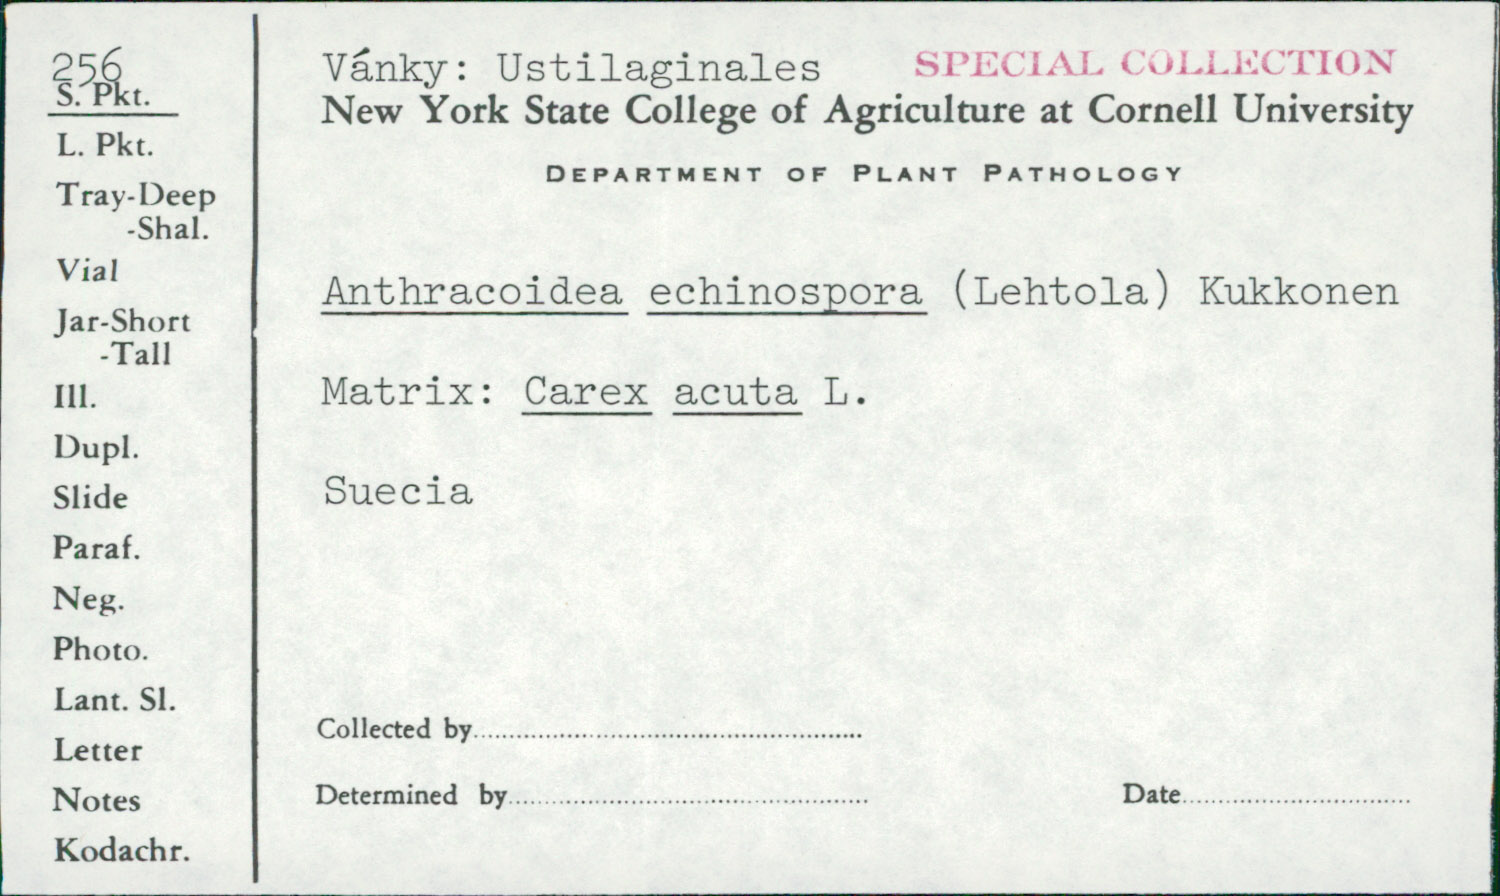 256
S. Pkt.
L. Pkt.
Tray-Deep
-Shal.
Vial
Jar-Short
-Tall
Ill.
Dupl.
Slide
Paraf.
Neg.
Photo.
Lant. Sl.
Letter
Notes
Kodachr.
Vánky: Ustilaginales SPECIAL COLLECTION
New York State College of Agriculture at Cornell University
DEPARTMENT OF PLANT PATHOLOGY
Anthracoidea echinospora (Lehtola) Kukkonen
Matrix: Carex acuta L.
Suecia
Collected by
Determined by Date